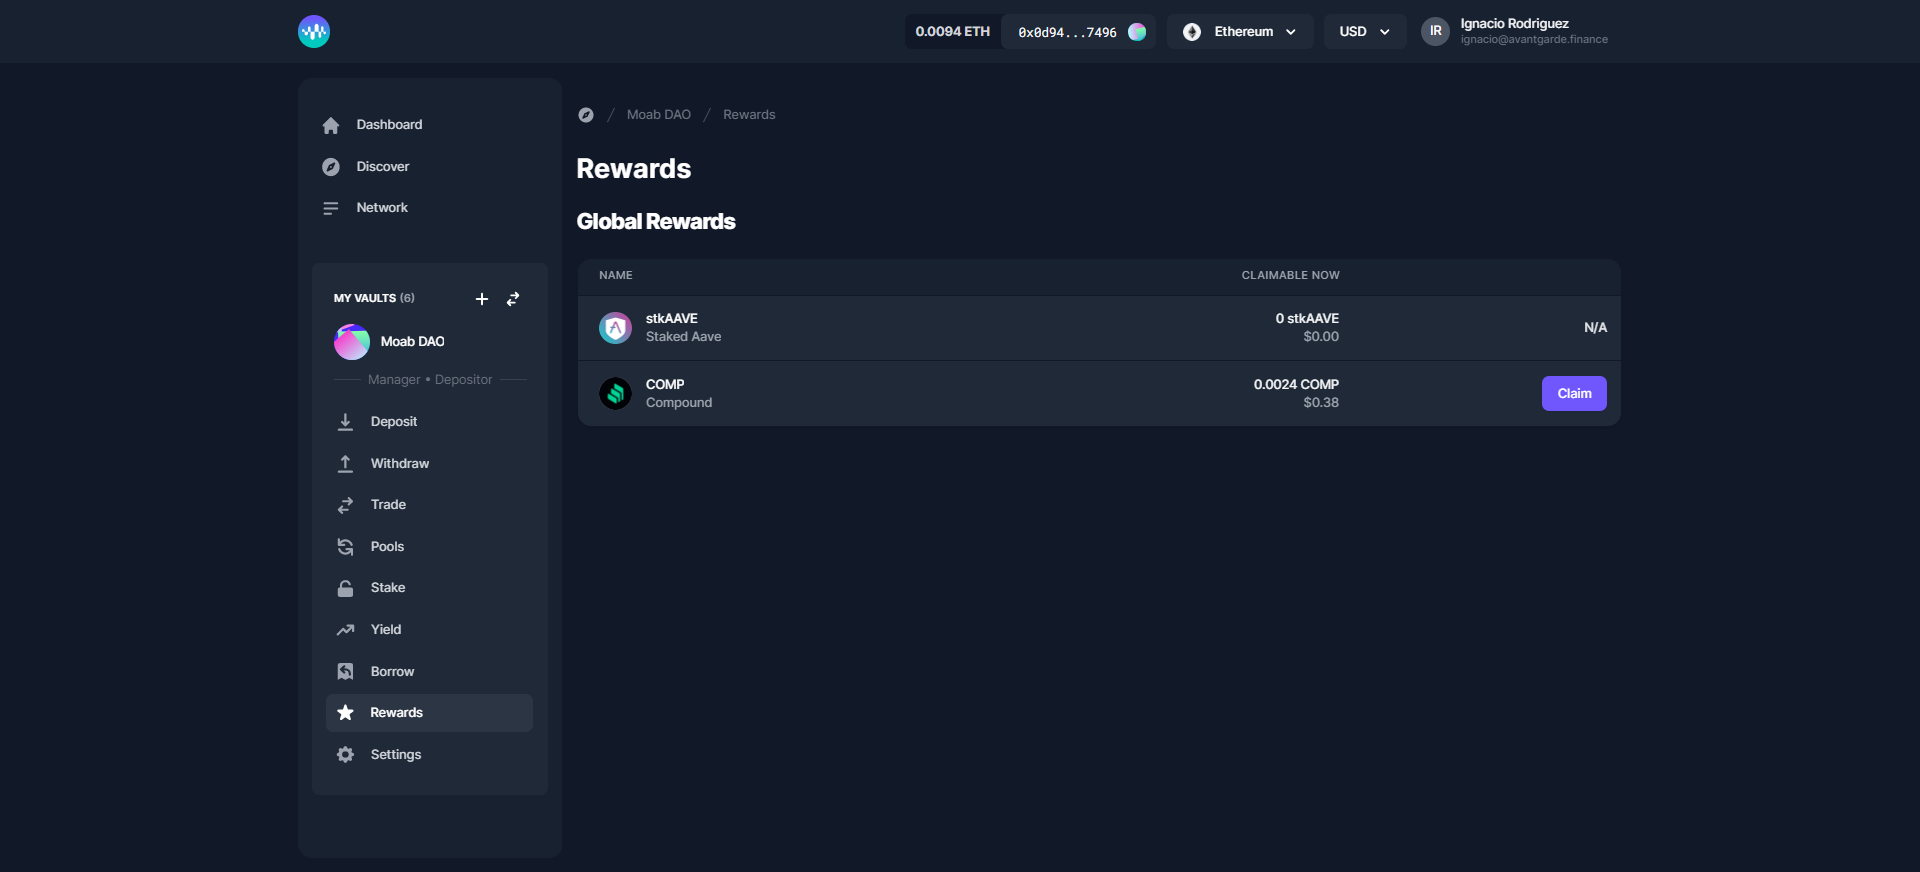 0.0094 ETH
0x0d94...7496
Ethereum
USD
IR
Ignacio Rodriguez
ignacio@avantgarde.finance
Dashboard
Discover
Network
MY VAULTS (6)
Moab DAO
Manager • Depositor
Deposit
Withdraw
Trade
Pools
Stake
Yield
Borrow
Rewards
Settings
/ Moab DAO / Rewards
Rewards
Global Rewards
NAME CLAIMABLE NOW
stkAAVE 0 stkAAVE
Staked Aave $0.00
N/A
COMP 0.0024 COMP
Compound $0.38
Claim